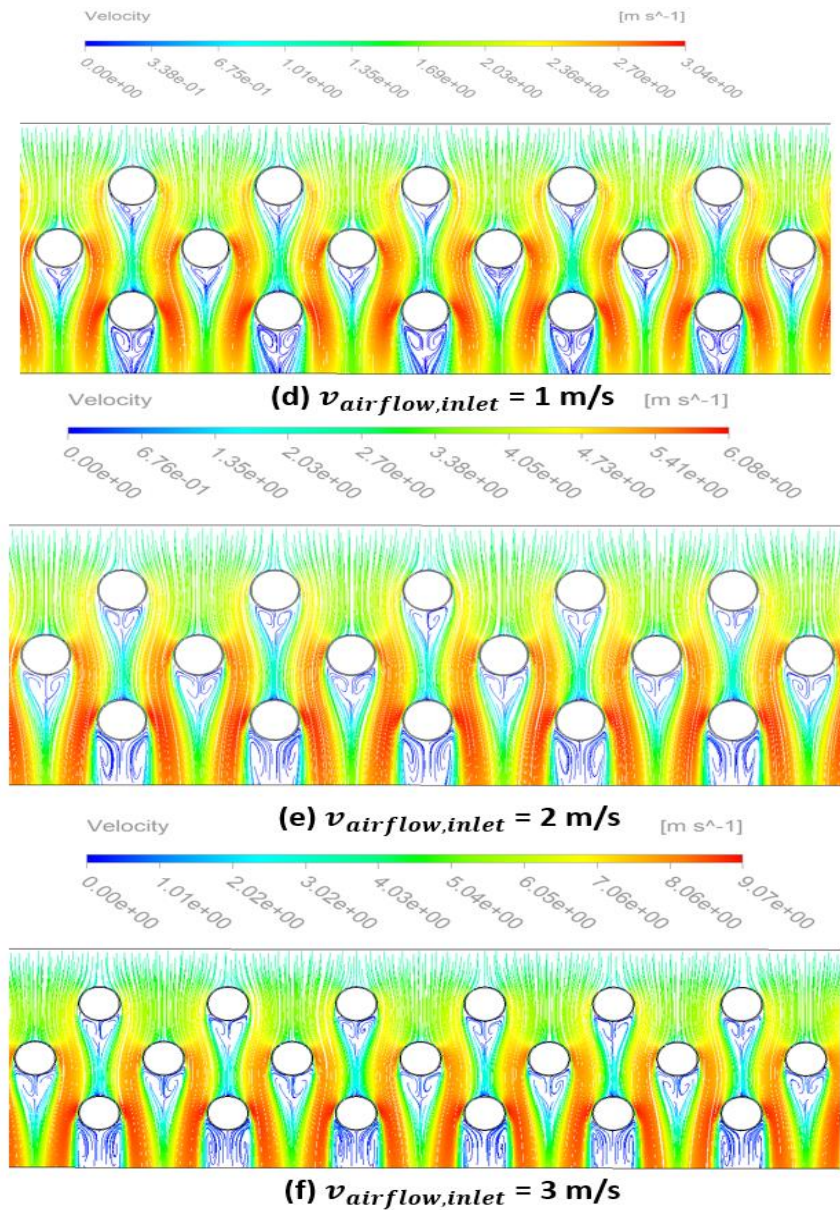 Velocity [m s^-1]
0.00e+00 3.38e-01 6.75e-01 1.01e+00 1.35e+00 1.69e+00 2.03e+00 2.36e+00 2.70e+00 3.04e+00
(d) v_airflow,inlet = 1 m/s
Velocity [m s^-1]
0.00e+00 6.76e-01 1.35e+00 2.03e+00 2.70e+00 3.38e+00 4.05e+00 4.73e+00 5.41e+00 6.08e+00
(e) v_airflow,inlet = 2 m/s
Velocity [m s^-1]
0.00e+00 1.01e+00 2.02e+00 3.02e+00 4.03e+00 5.04e+00 6.05e+00 7.06e+00 8.06e+00 9.07e+00
(f) v_airflow,inlet = 3 m/s